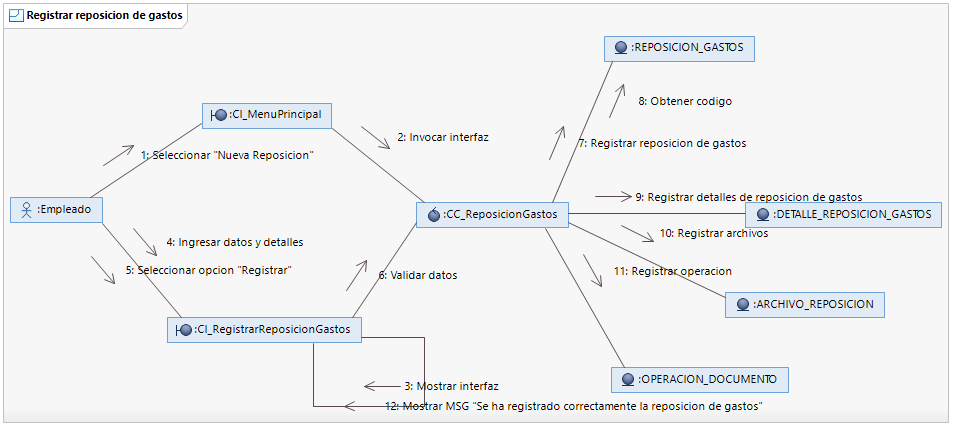 Registrar reposicion de gastos
:REPOSICION_GASTOS
8: Obtener codigo
:CI_MenuPrincipal
2: Invocar interfaz
7: Registrar reposicion de gastos
1: Seleccionar "Nueva Reposicion"
9: Registrar detalles de reposicion de gastos
:Empleado
:CC_ReposicionGastos
:DETALLE_REPOSICION_GASTOS
10: Registrar archivos
4: Ingresar datos y detalles
5: Seleccionar opcion "Registrar"
6: Validar datos
11: Registrar operacion
:ARCHIVO_REPOSICION
:CI_RegistrarReposicionGastos
:OPERACION_DOCUMENTO
3: Mostrar interfaz
12: Mostrar MSG "Se ha registrado correctamente la reposicion de gastos"